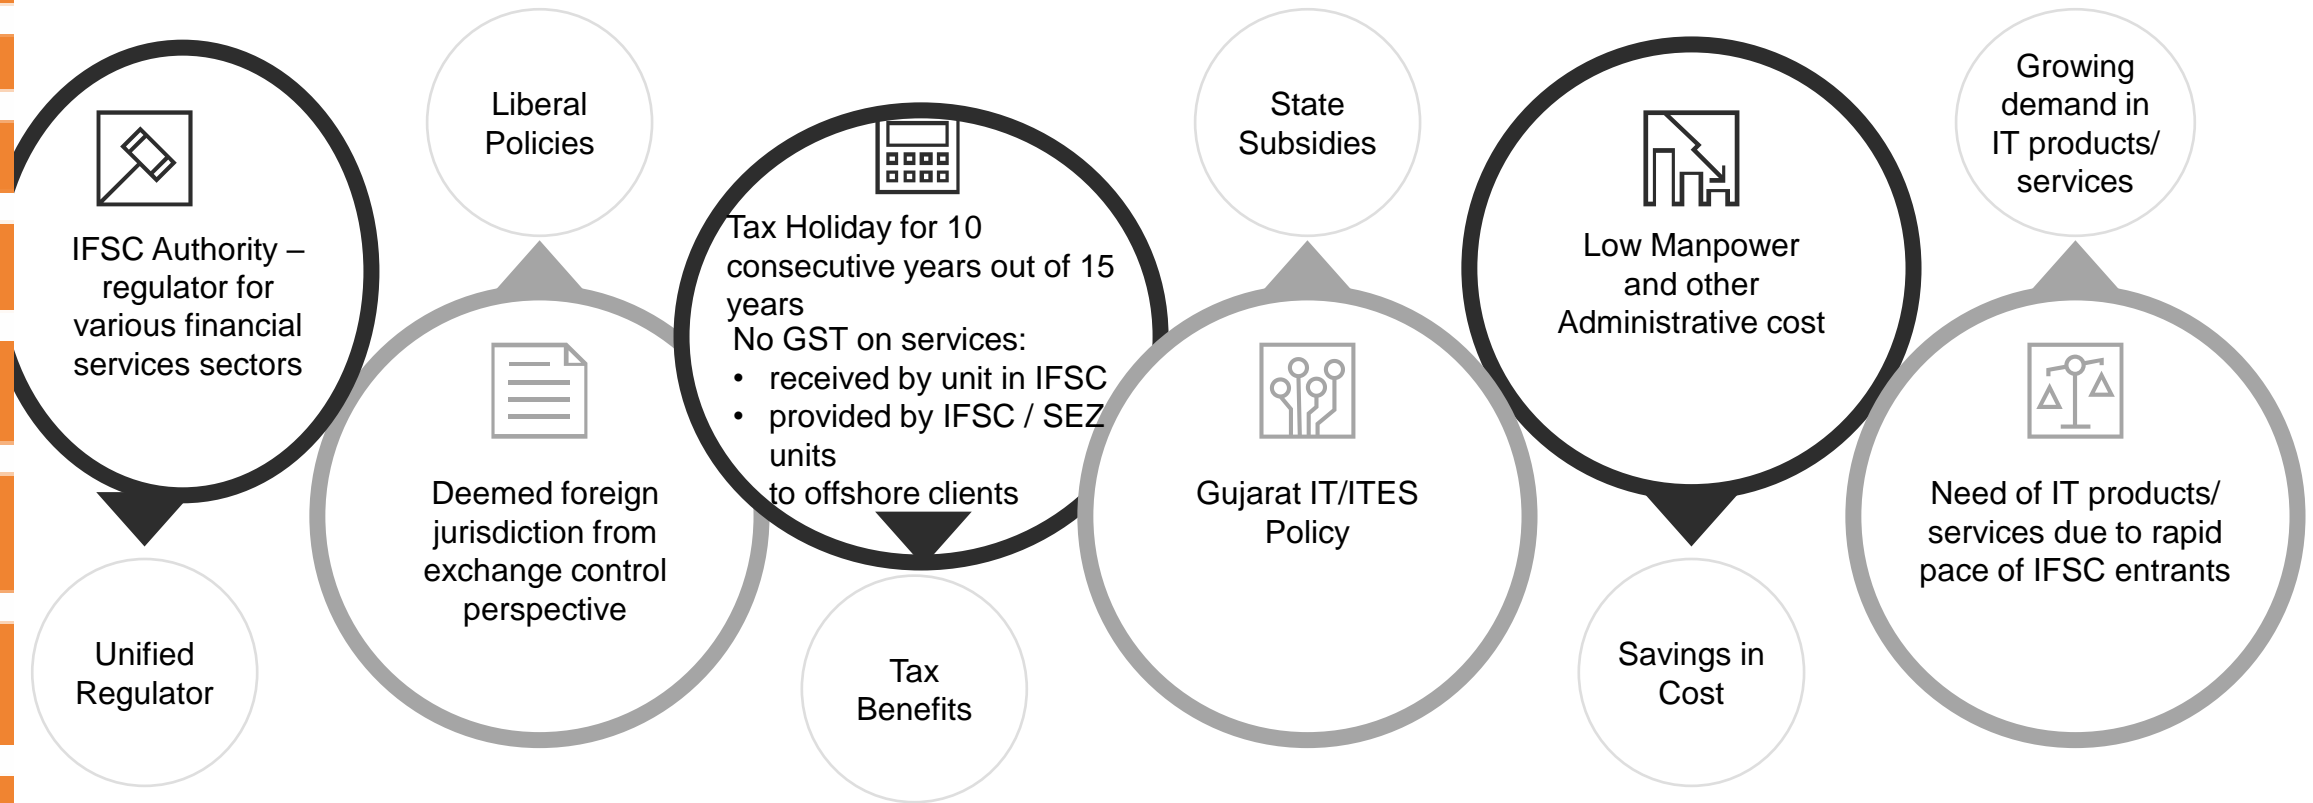 IFSC Authority –
regulator for
various financial
services sectors
Unified
Regulator
Liberal
Policies
Deemed foreign
jurisdiction from
exchange control
perspective
Tax Holiday for 10
consecutive years out of 15
years
No GST on services:
• received by unit in IFSC
• provided by IFSC / SEZ
units
to offshore clients
Tax
Benefits
State
Subsidies
Gujarat IT/ITES
Policy
Low Manpower
and other
Administrative cost
Savings in
Cost
Growing
demand in
IT products/
services
Need of IT products/
services due to rapid
pace of IFSC entrants